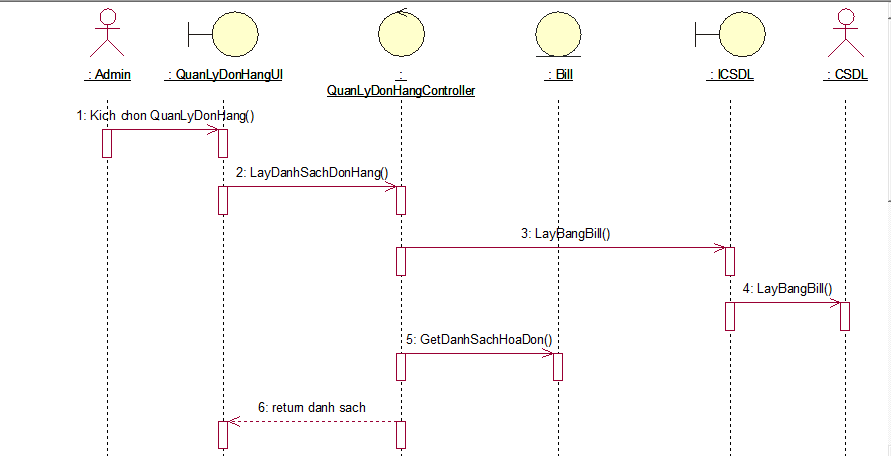 : Admin
: QuanLyDonHangUI
:
QuanLyDonHangController
: Bill
: ICSDL
: CSDL
1: Kich chon QuanLyDonHang()
2: LayDanhSachDonHang()
3: LayBangBill()
4: LayBangBill()
5: GetDanhSachHoaDon()
6: return danh sach